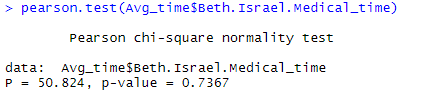 > pearson.test(Avg_time$Beth.Israel.Medical_time)
Pearson chi-square normality test
data:  Avg_time$Beth.Israel.Medical_time
P = 50.824, p-value = 0.7367